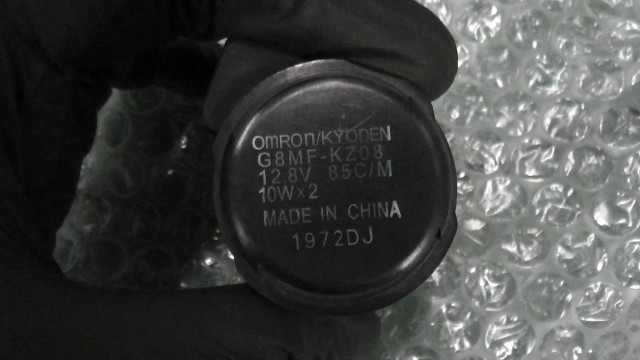 omron/KYODEN
G8MF-KZ08
12.8V 85C/M
10W×2
MADE IN CHINA
1972DJ